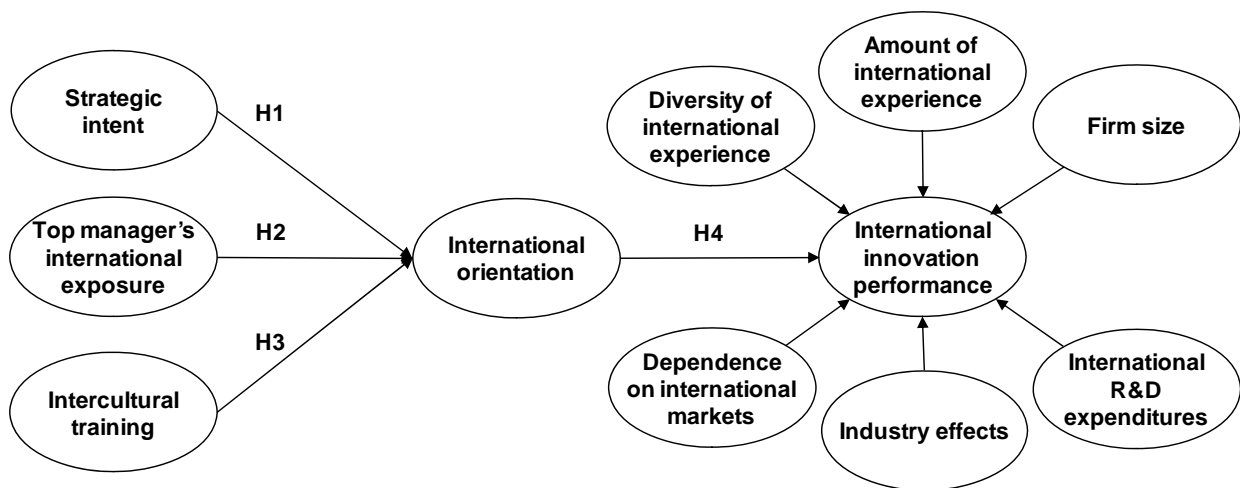 Strategic
intent
H1
Top manager's
international
exposure
H2
Intercultural
training
H3
International
orientation
H4
Diversity of
international
experience
Amount of
international
experience
Firm size
International
innovation
performance
Dependence
on international
markets
Industry effects
International
R&D
expenditures